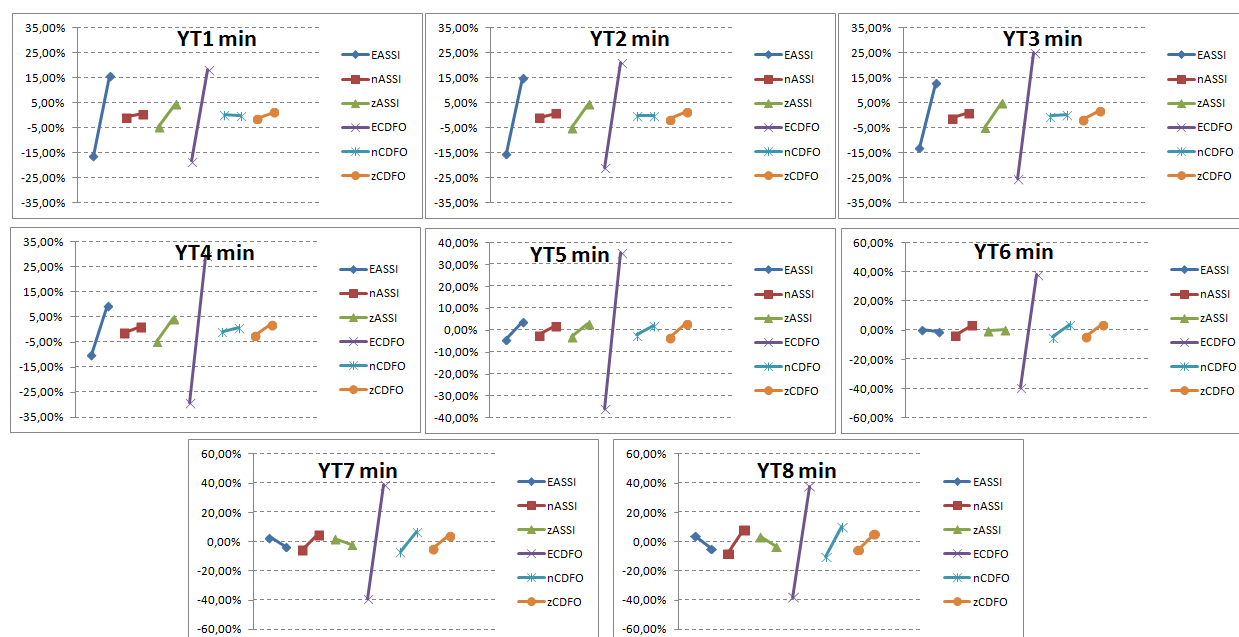 YT1 min
35,00%
25,00%
15,00%
5,00%
-5,00%
-15,00%
-25,00%
-35,00%
EASSI
nASSI
zASSI
ECDFO
nCDFO
zCDFO
YT2 min
35,00%
25,00%
15,00%
5,00%
-5,00%
-15,00%
-25,00%
-35,00%
EASSI
nASSI
zASSI
ECDFO
nCDFO
zCDFO
YT3 min
35,00%
25,00%
15,00%
5,00%
-5,00%
-15,00%
-25,00%
-35,00%
EASSI
nASSI
zASSI
ECDFO
nCDFO
zCDFO
YT4 min
35,00%
25,00%
15,00%
5,00%
-5,00%
-15,00%
-25,00%
-35,00%
EASSI
nASSI
zASSI
ECDFO
nCDFO
zCDFO
YT5 min
40,00%
30,00%
20,00%
10,00%
0,00%
-10,00%
-20,00%
-30,00%
-40,00%
EASSI
nASSI
zASSI
ECDFO
nCDFO
zCDFO
YT6 min
60,00%
40,00%
20,00%
0,00%
-20,00%
-40,00%
-60,00%
EASSI
nASSI
zASSI
ECDFO
nCDFO
zCDFO
YT7 min
60,00%
40,00%
20,00%
0,00%
-20,00%
-40,00%
-60,00%
EASSI
nASSI
zASSI
ECDFO
nCDFO
zCDFO
YT8 min
60,00%
40,00%
20,00%
0,00%
-20,00%
-40,00%
-60,00%
EASSI
nASSI
zASSI
ECDFO
nCDFO
zCDFO